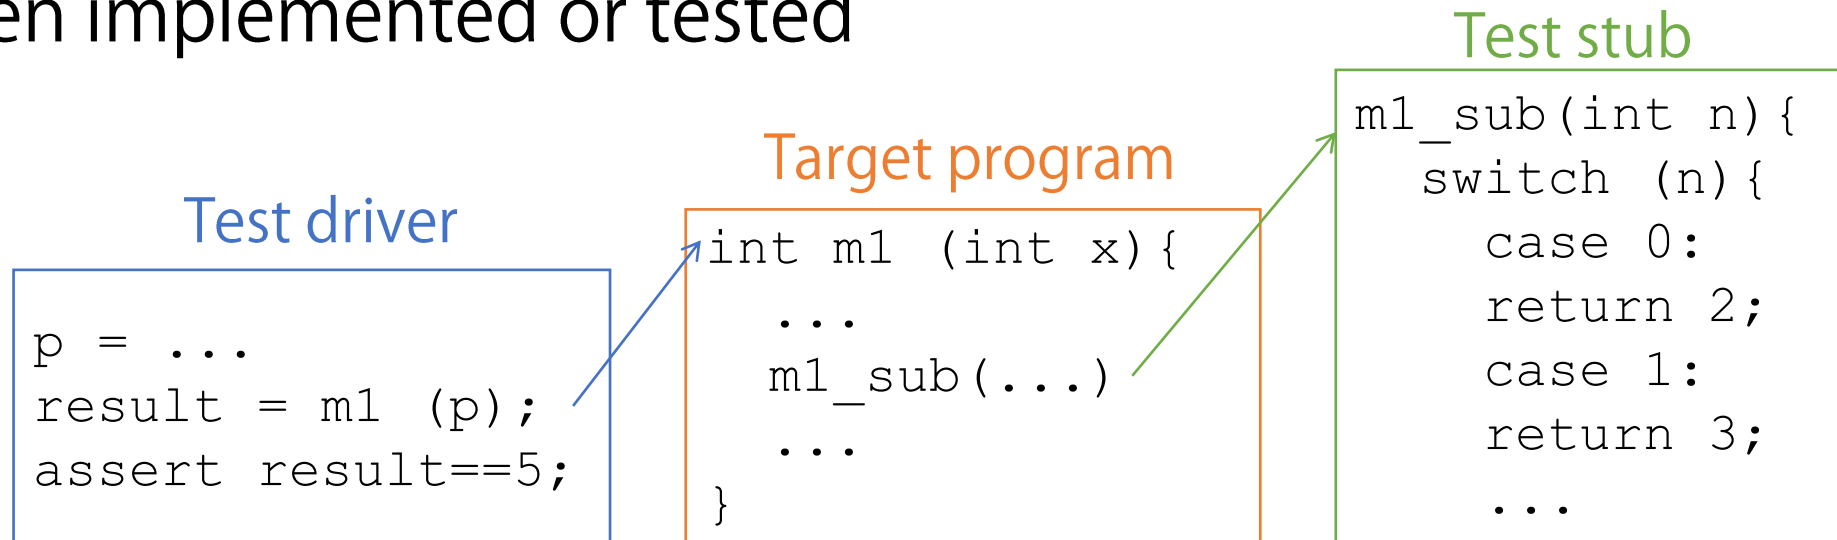 implemented or tested
Test driver
p = ...
result = m1 (p);
assert result==5;
Target program
int m1 (int x){
...
m1_sub(...)
...
}
Test stub
m1_sub(int n){
switch (n){
case 0:
return 2;
case 1:
return 3;
...